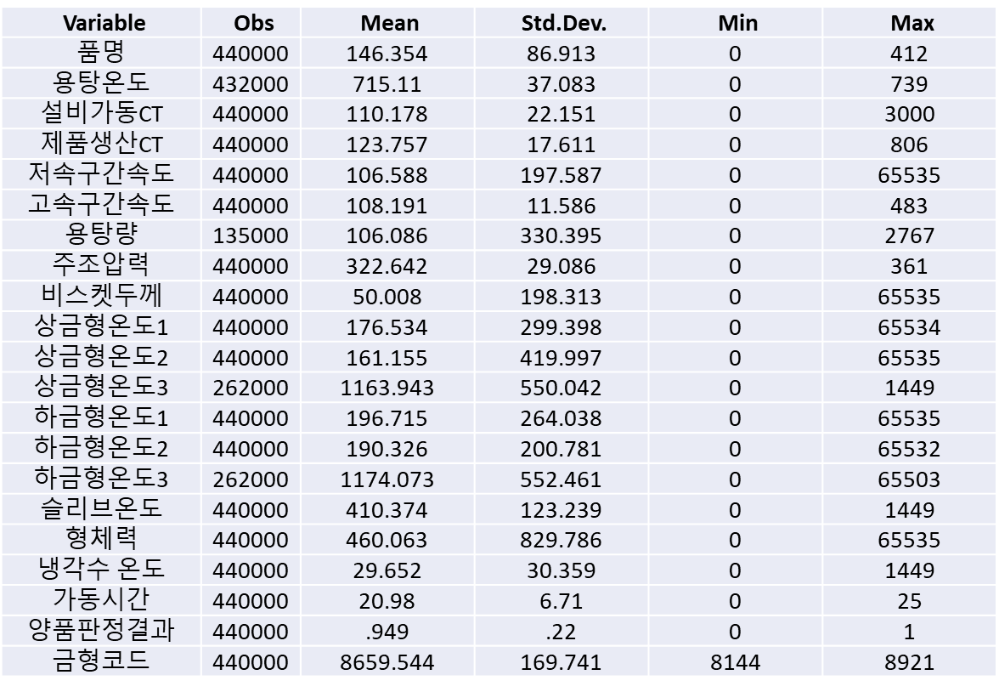 Variable Obs Mean Std.Dev. Min Max
품명 440000 146.354 86.913 0 412
용탕온도 432000 715.11 37.083 0 739
설비가동CT 440000 110.178 22.151 0 3000
제품생산CT 440000 123.757 17.611 0 806
저속구간속도 440000 106.588 197.587 0 65535
고속구간속도 440000 108.191 11.586 0 483
용탕량 135000 106.086 330.395 0 2767
주조압력 440000 322.642 29.086 0 361
비스켓두께 440000 50.008 198.313 0 65535
상금형온도1 440000 176.534 299.398 0 65534
상금형온도2 440000 161.155 419.997 0 65535
상금형온도3 262000 1163.943 550.042 0 1449
하금형온도1 440000 196.715 264.038 0 65535
하금형온도2 440000 190.326 200.781 0 65532
하금형온도3 262000 1174.073 552.461 0 65503
슬리브온도 440000 410.374 123.239 0 1449
형체력 440000 460.063 829.786 0 65535
냉각수 온도 440000 29.652 30.359 0 1449
가동시간 440000 20.98 6.71 0 25
양품판정결과 440000 .949 .22 0 1
금형코드 440000 8659.544 169.741 8144 8921